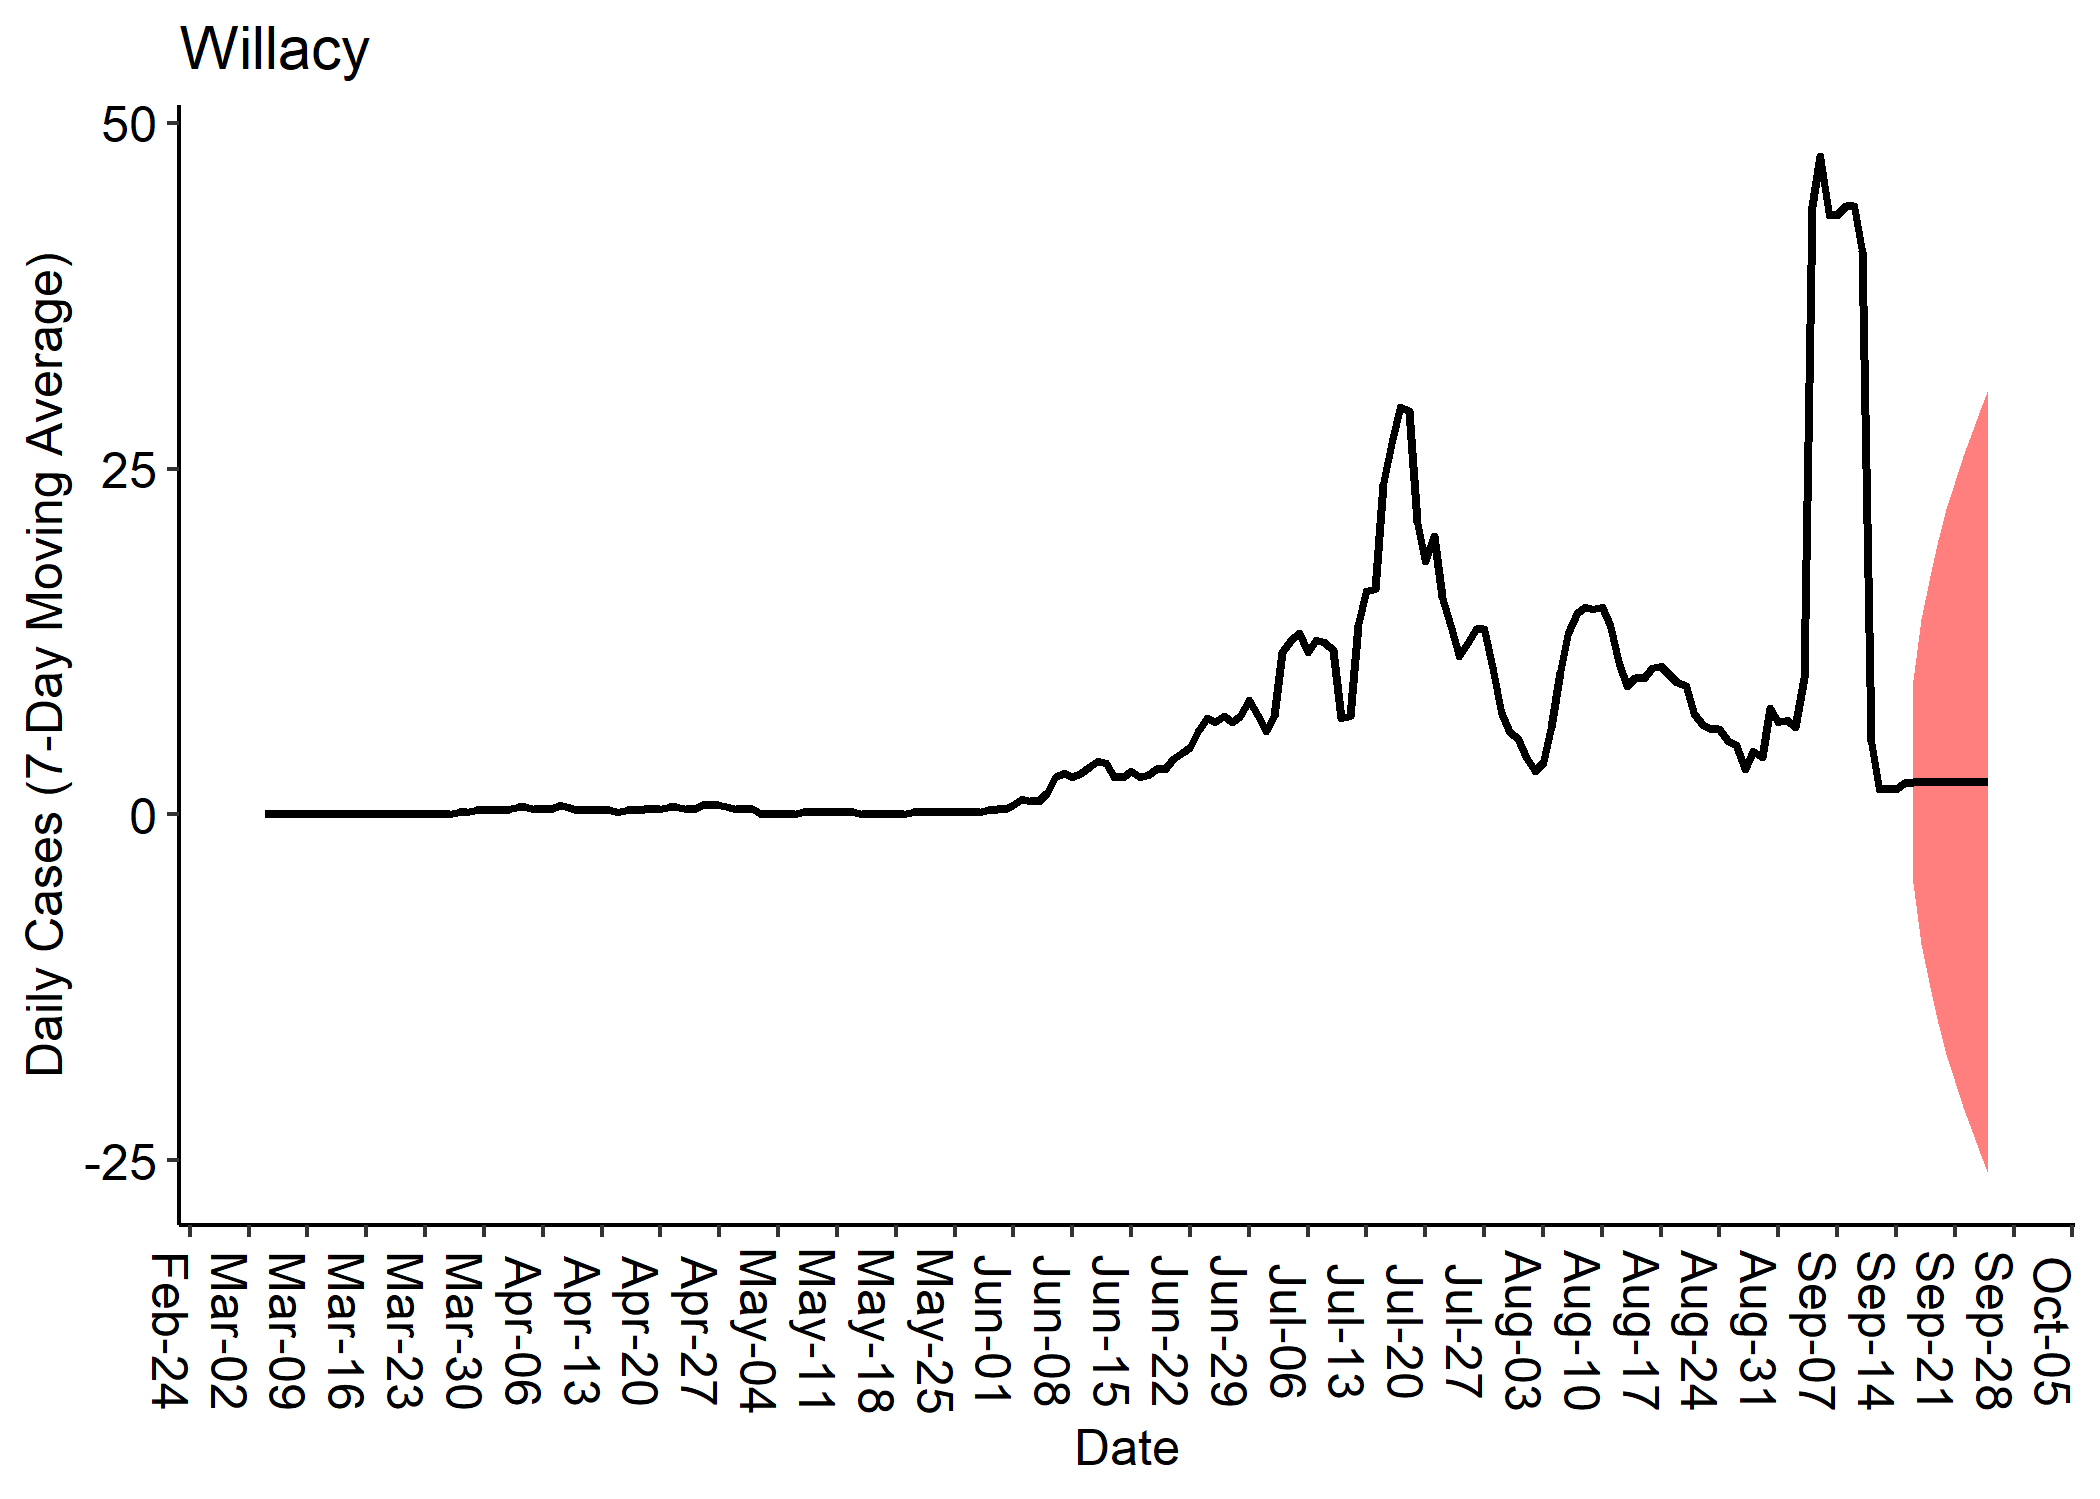 Willacy
50
25
0
-25
Daily Cases (7-Day Moving Average)
Feb-24
Mar-02
Mar-09
Mar-16
Mar-23
Mar-30
Apr-06
Apr-13
Apr-20
Apr-27
May-04
May-11
May-18
May-25
Jun-01
Jun-08
Jun-15
Jun-22
Jun-29
Jul-06
Jul-13
Jul-20
Jul-27
Aug-03
Aug-10
Aug-17
Aug-24
Aug-31
Sep-07
Sep-14
Sep-21
Sep-28
Oct-05
Date